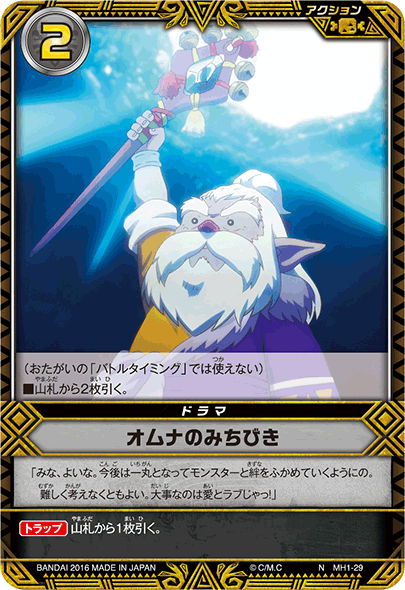 2
アクション
（おたがいの「バトルタイミング」では使えない）
■山札から2枚引く。
ドラマ
オムナのみちびき
「みな、よいな。今後は一丸となってモンスターと絆をふかめていくようにの。
難しく考えなくともよい。大事なのは愛とラブじゃっ!」
トラップ 山札から1枚引く。
BANDAI 2016 MADE IN JAPAN ©C/M.C N MH1-29